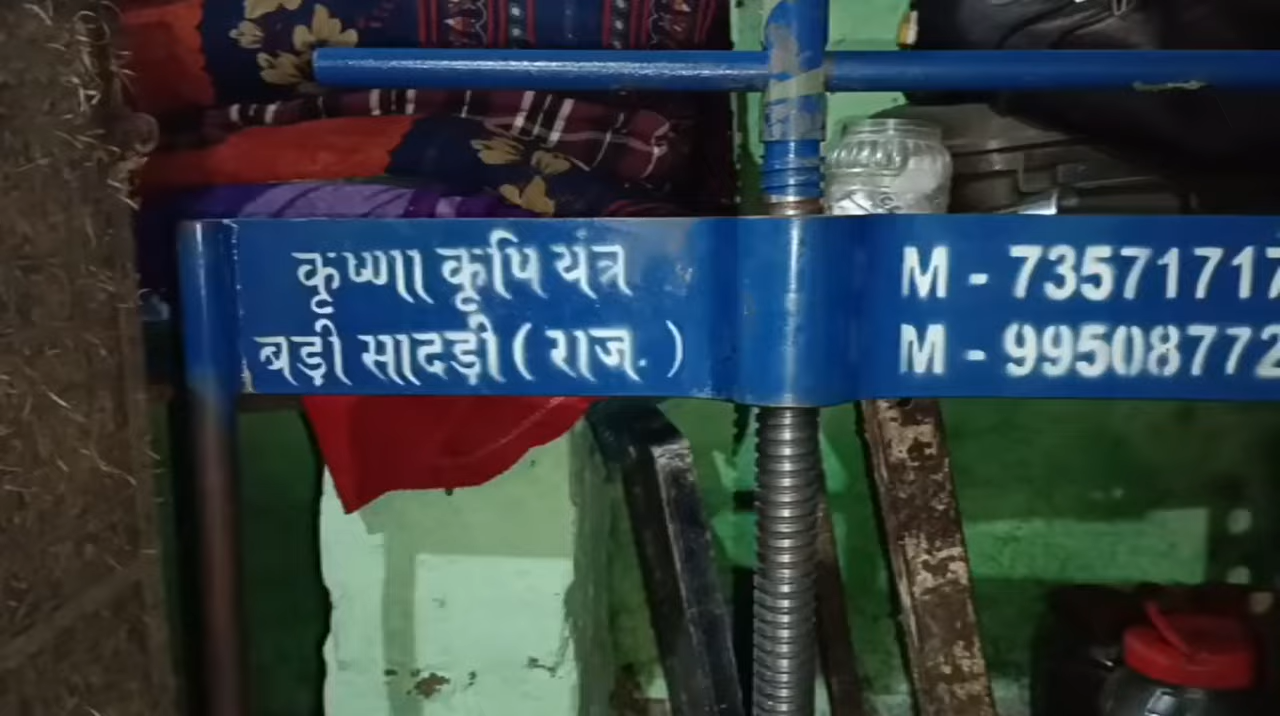 कृष्णा कृषि यंत्र
बड़ी सादड़ी ( राज. )
M - 73571717
M - 99508772